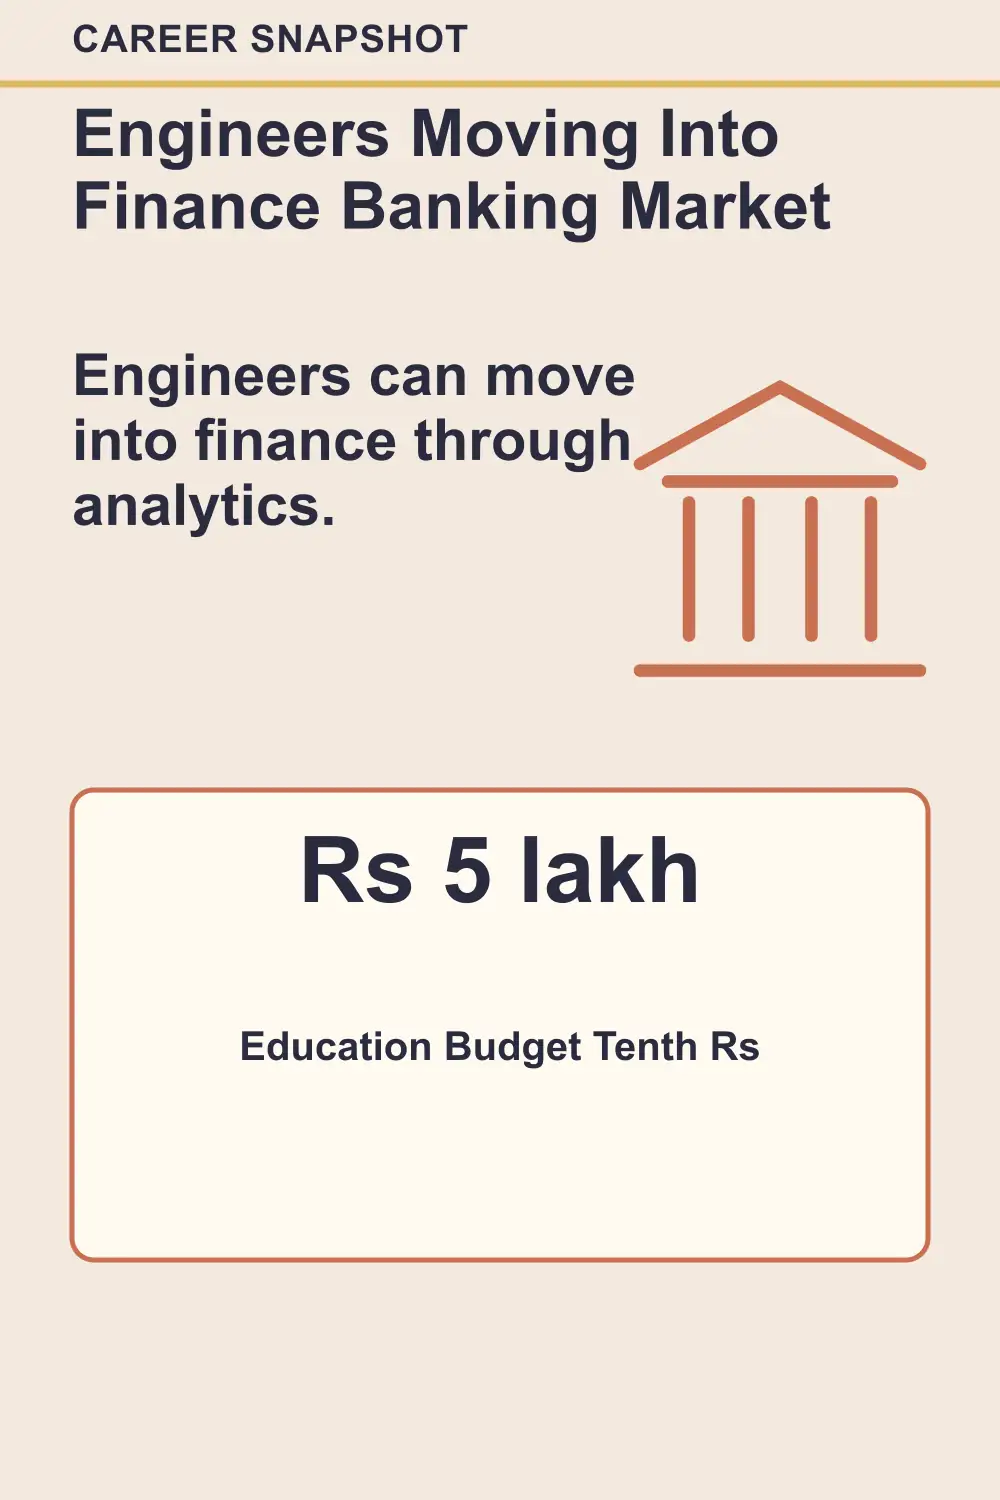 CAREER SNAPSHOT
Engineers Moving Into
Finance Banking Market
Engineers can move
into finance through
analytics.
Rs 5 lakh
Education Budget Tenth Rs